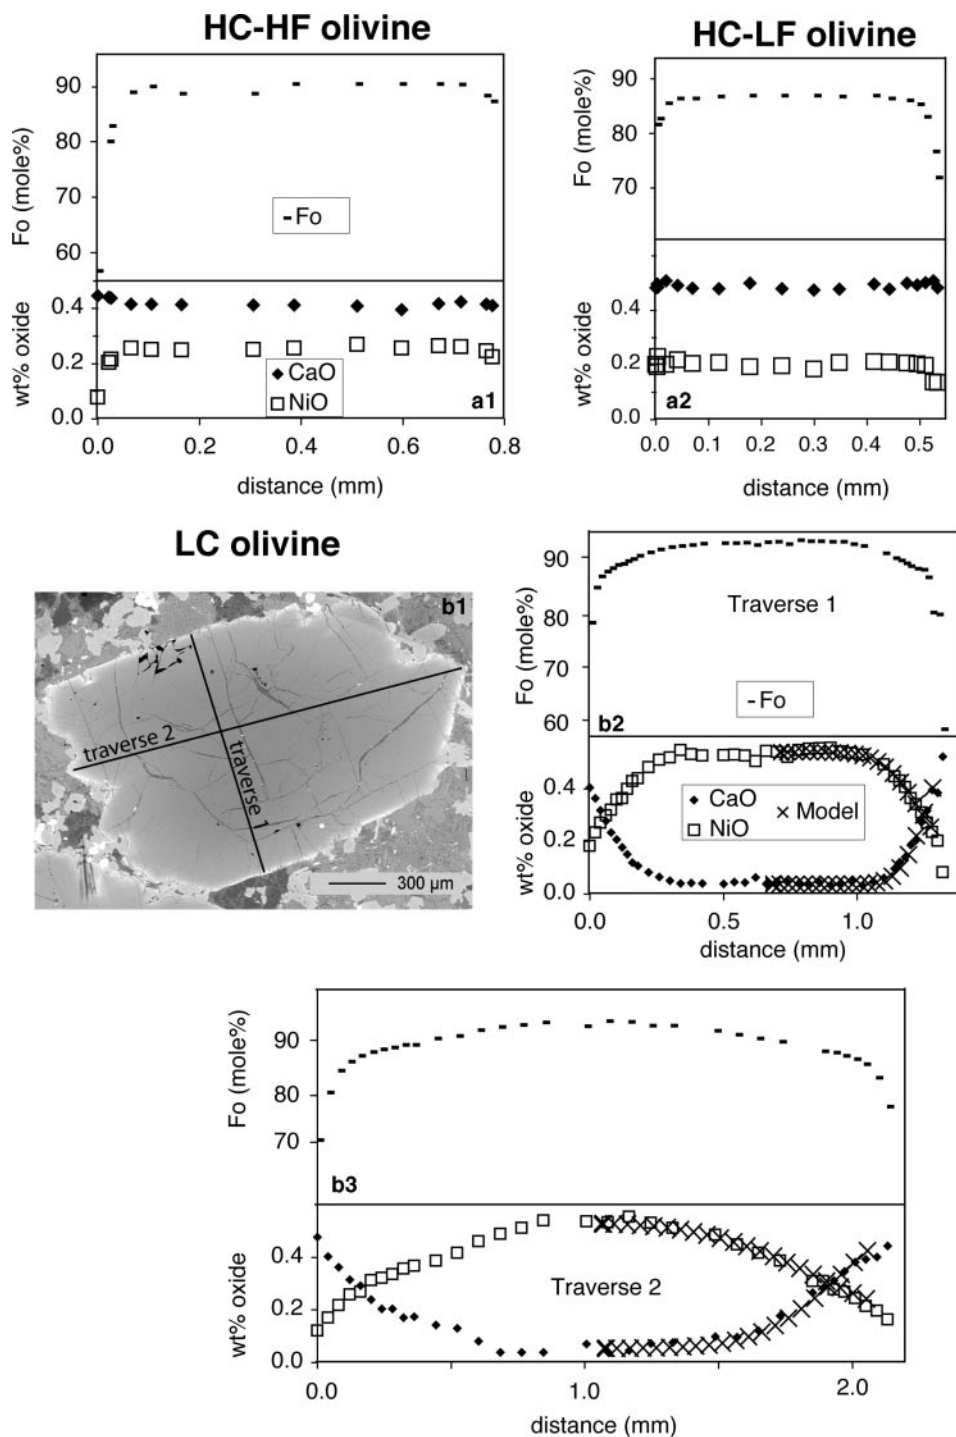 HC-HF olivine
HC-LF olivine
Fo (mole%)
90
80
70
60
-Fo
wt% oxide
0.4
0.2
0.0
CaO
NiO
a1
0.0
0.2
0.4
0.6
0.8
distance (mm)
Fo (mole%)
90
80
70
wt% oxide
0.4
0.2
0.0
a2
0.0
0.1
0.2
0.3
0.4
0.5
distance (mm)
LC olivine
b1
traverse 2
traverse 1
300 µm
Fo (mole%)
90
80
70
60
Traverse 1
-Fo
b2
wt% oxide
0.4
0.2
0.0
CaO
Model
NiO
0.0
0.5
1.0
distance (mm)
Fo (mole%)
90
80
70
b3
wt% oxide
0.4
0.2
0.0
Traverse 2
0.0
1.0
2.0
distance (mm)